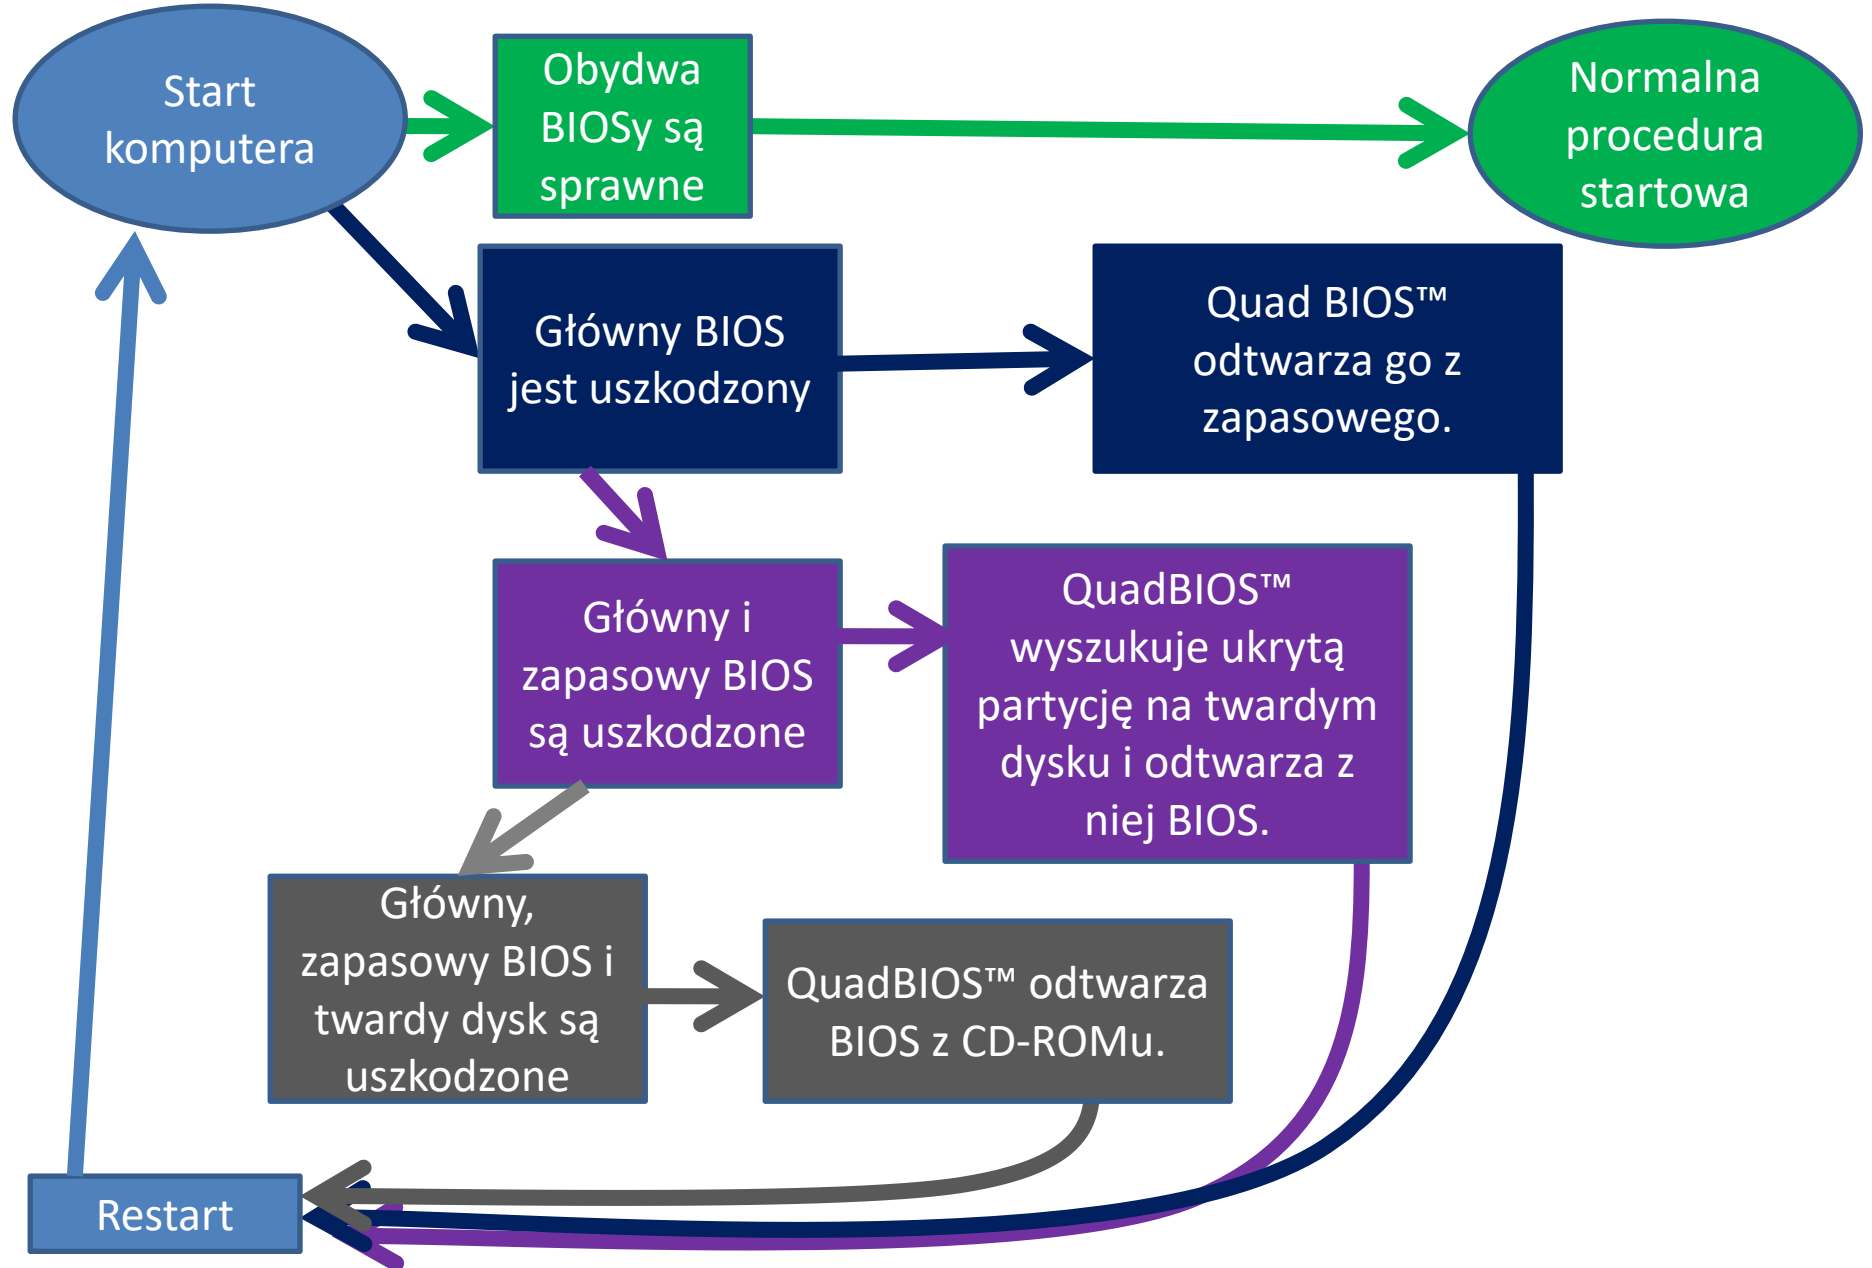 Start
komputera
Obydwa
BIOSy są
sprawne
Normalna
procedura
startowa
Główny BIOS
jest uszkodzony
Quad BIOS™
odtwarza go z
zapasowego.
Główny i
zapasowy BIOS
są uszkodzone
QuadBIOS™
wyszukuje ukrytą
partycję na twardym
dysku i odtwarza z
niej BIOS.
Główny,
zapasowy BIOS i
twardy dysk są
uszkodzone
QuadBIOS™ odtwarza
BIOS z CD-ROMu.
Restart